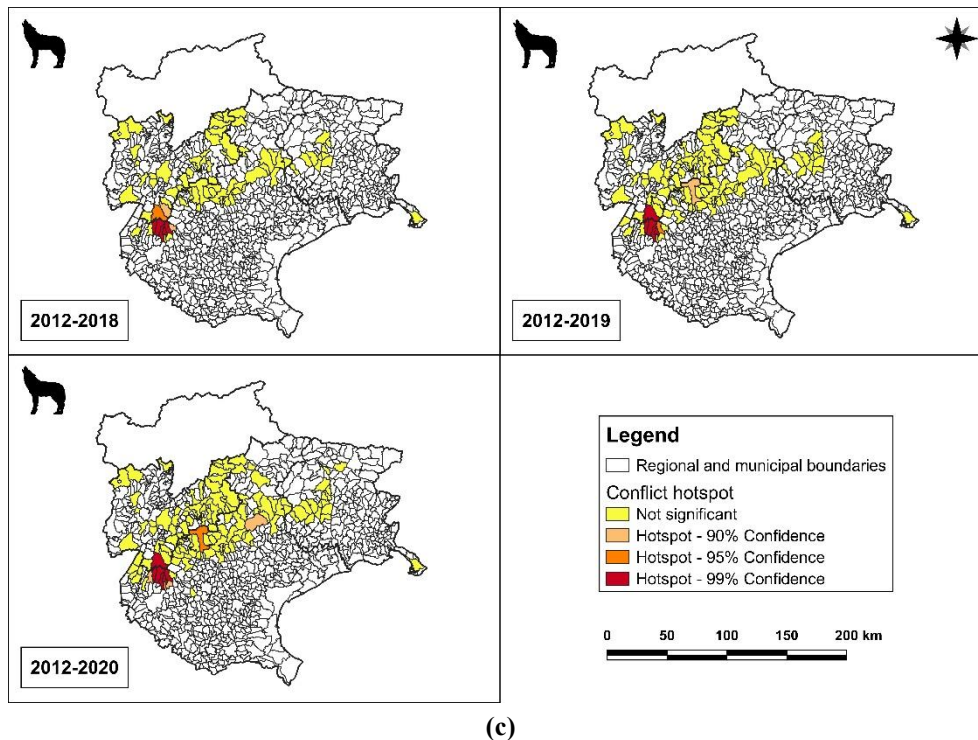 2012-2018
2012-2019
2012-2020
Legend
Regional and municipal boundaries
Conflict hotspot
Not significant
Hotspot - 90% Confidence
Hotspot - 95% Confidence
Hotspot - 99% Confidence
0 50 100 150 200 km
(c)